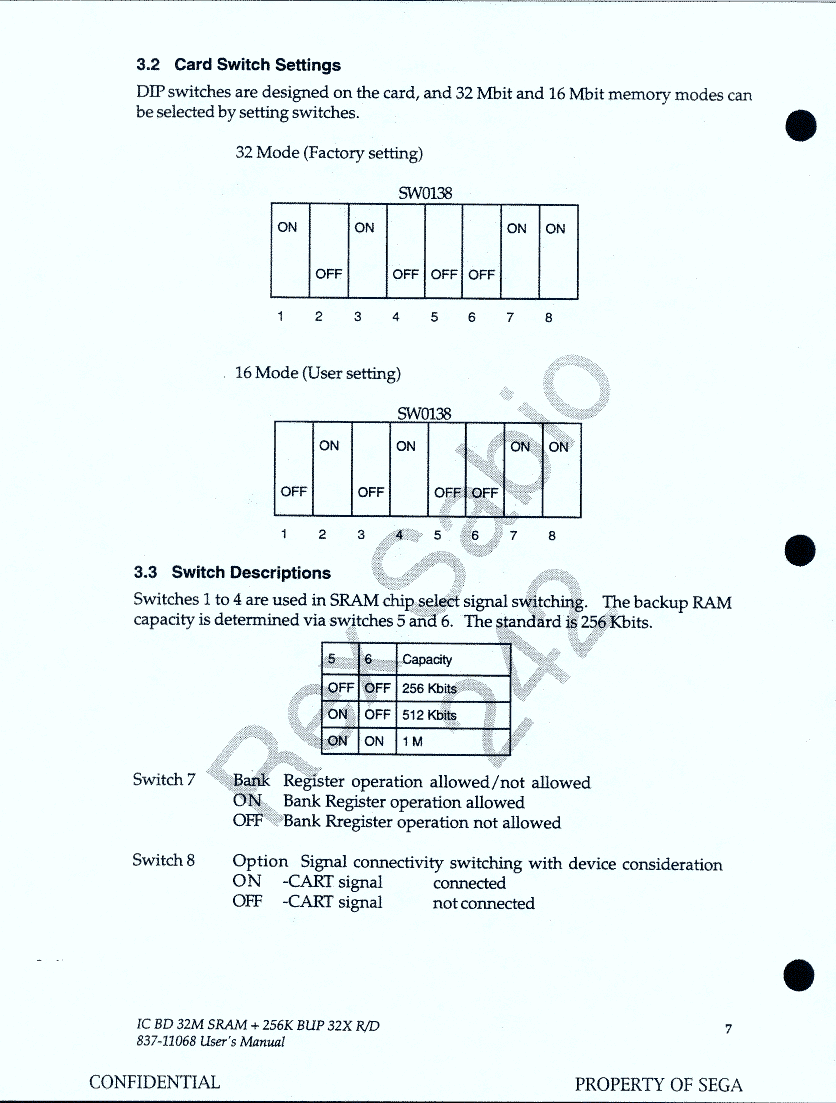 3.2 Card Switch Settings
DIP switches are designed on the card, and 32 Mbit and 16 Mbit memory modes can
be selected by setting switches.
32 Mode (Factory setting)
SW0138
ON ON ON ON
OFF OFF OFF OFF
1 2 3 4 5 6 7 8
16 Mode (User setting)
SW0138
ON ON ON ON
OFF OFF OFF OFF
1 2 3 4 5 6 7 8
3.3 Switch Descriptions
Switches 1 to 4 are used in SRAM chip select signal switching. The backup RAM
capacity is determined via switches 5 and 6. The standard is 256 Kbits.
5 6 Capacity
OFF OFF 256 Kbits
ON OFF 512 Kbits
ON ON 1 M
Switch 7 Bank Register operation allowed/not allowed
ON Bank Register operation allowed
OFF Bank Rregister operation not allowed
Switch 8 Option Signal connectivity switching with device consideration
ON -CART signal connected
OFF -CART signal not connected
IC BD 32M SRAM + 256K BUP 32X R/D
837-11068 User's Manual
7
CONFIDENTIAL PROPERTY OF SEGA
Rex Sabio
242